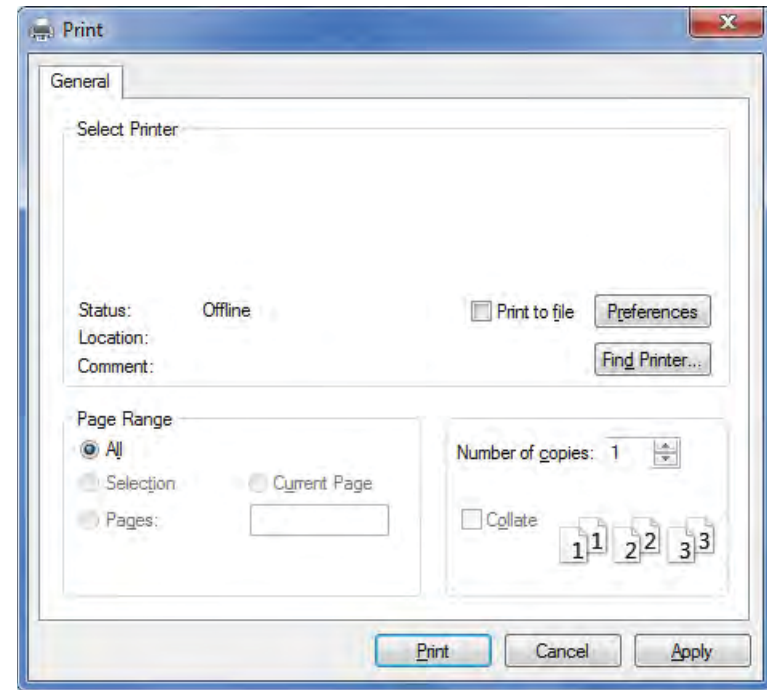 Print
General
Select Printer
Status: Offline
Print to file
Preferences
Location:
Comment:
Find Printer...
Page Range
All
Selection
Current Page
Pages:
Number of copies: 1
Collate
1 1 2 2 3 3
Print
Cancel
Apply